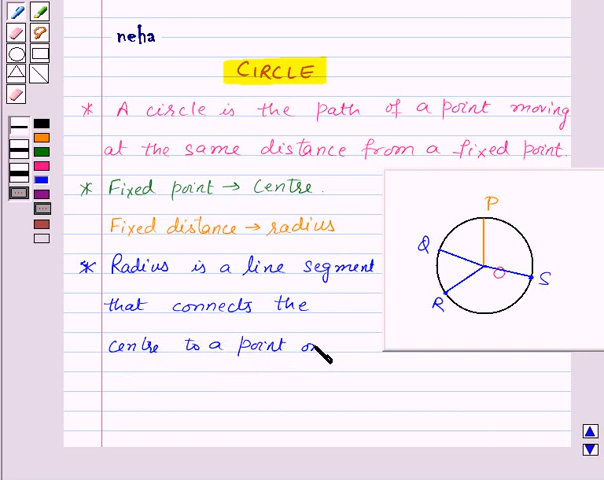 neha
CIRCLE
* A circle is the path of a point moving
at the same distance from a fixed point.
* Fixed point → Centre.
Fixed distance → radius
* Radius is a line segment
that connects the
centre to a point on
P
Q
O
S
R